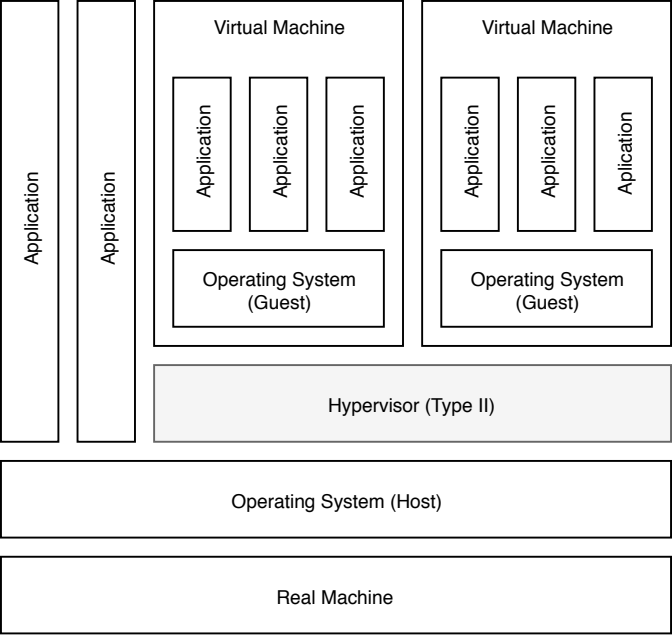 Application
Application
Virtual Machine
Application
Application
Application
Operating System
(Guest)
Virtual Machine
Application
Application
Aplication
Operating System
(Guest)
Hypervisor (Type II)
Operating System (Host)
Real Machine